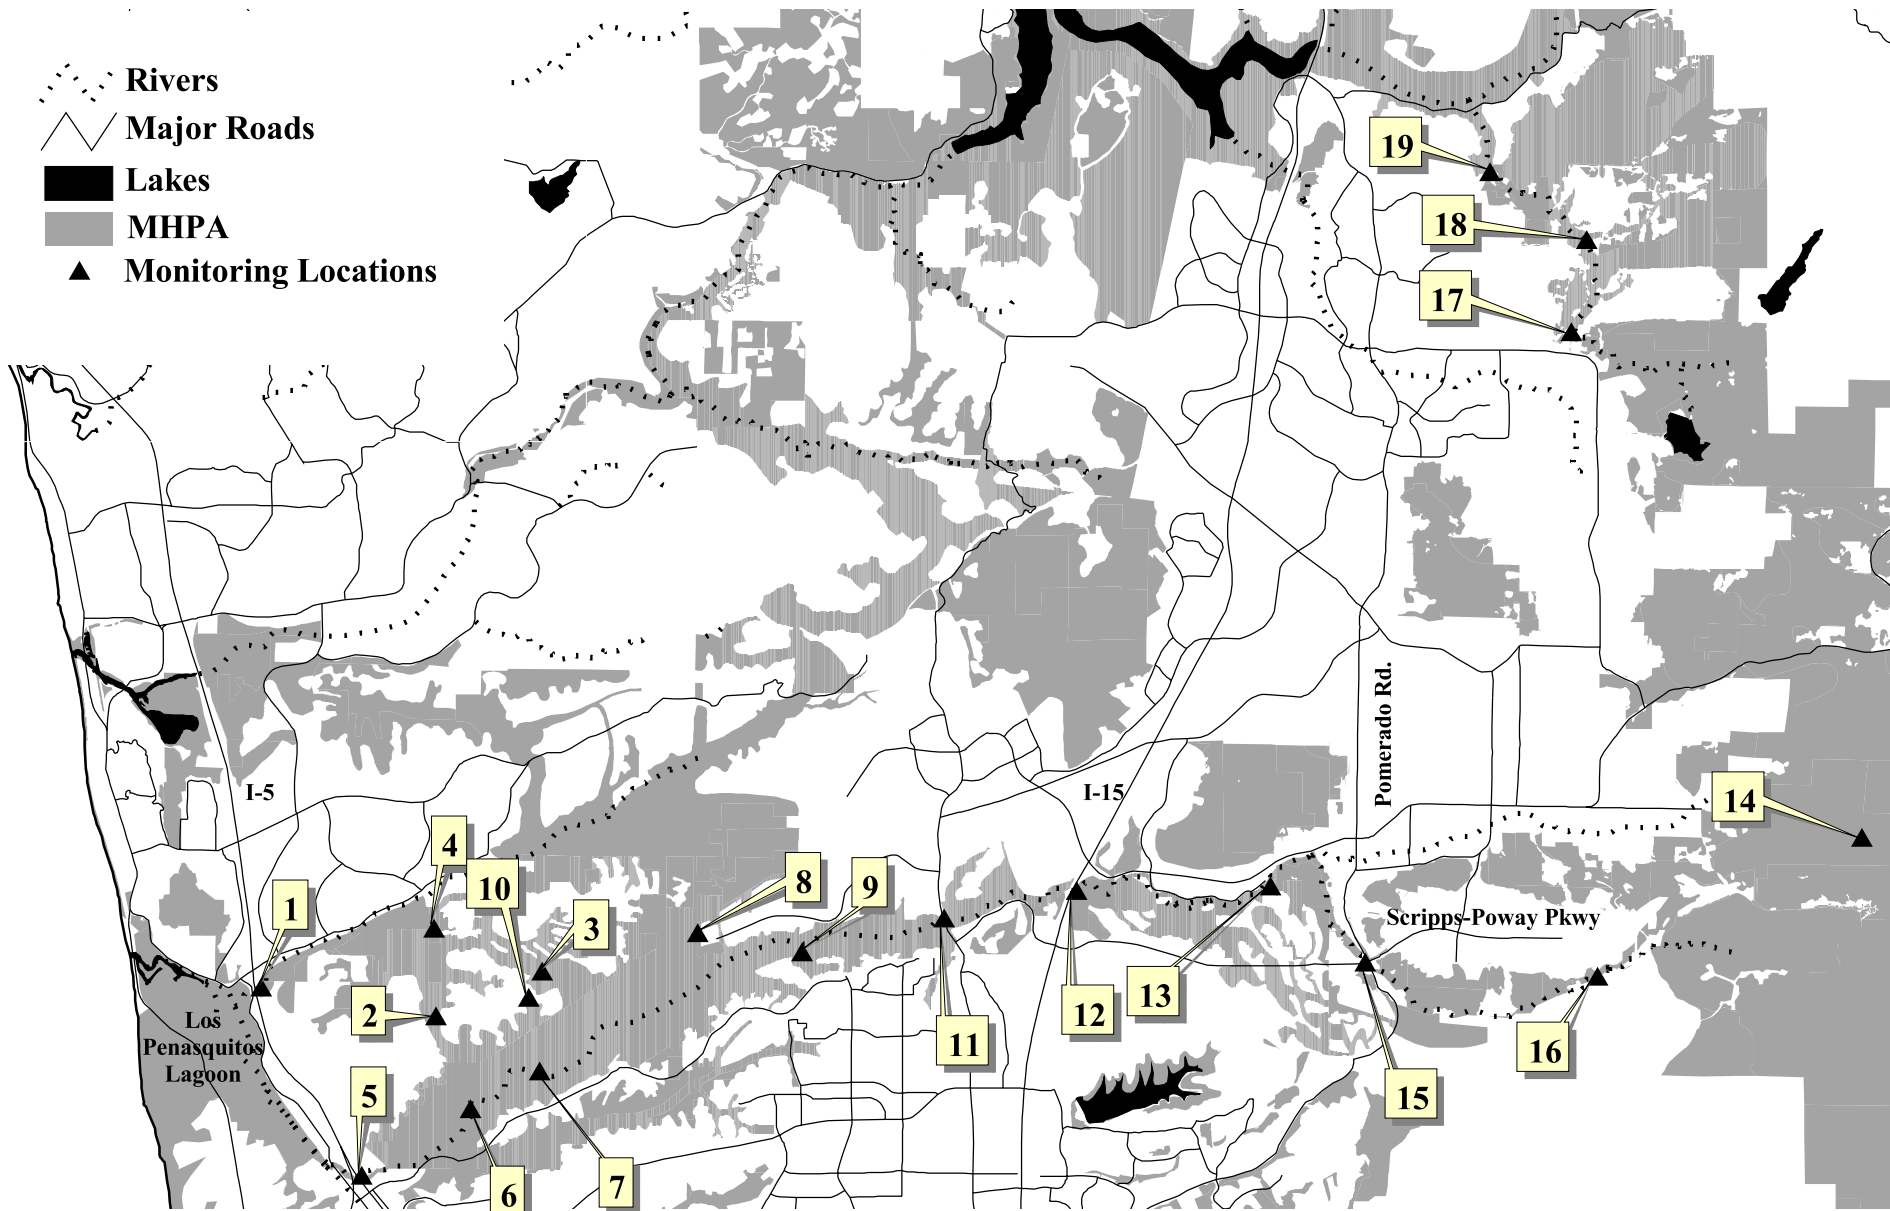 Rivers
Major Roads
Lakes
MHPA
Monitoring Locations
19
18
17
Pomerado Rd.
I-5
I-15
14
4
10
8
9
1
3
Scripps-Poway Pkwy
13
2
12
Los
Penasquitos
Lagoon
11
16
5
15
6
7